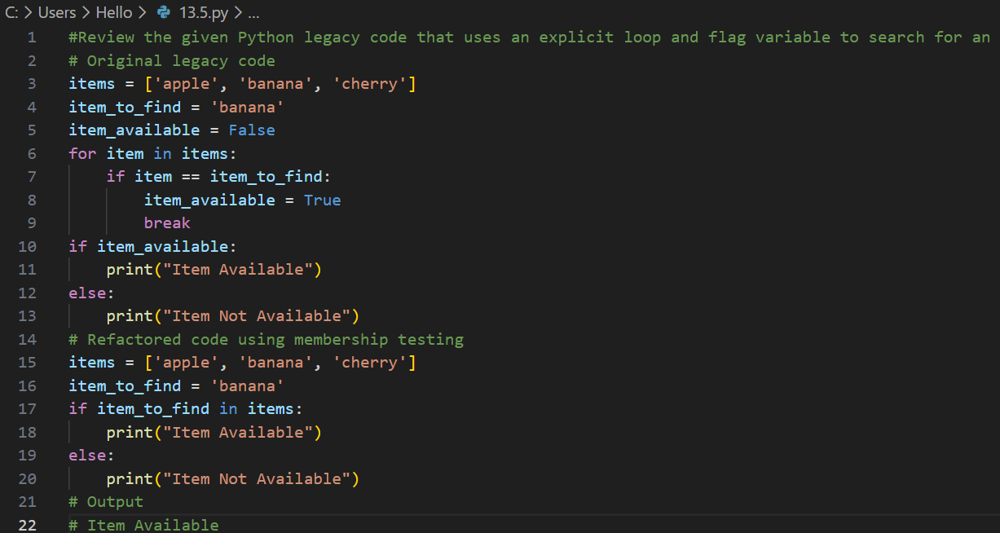 C: > Users > Hello > 13.5.py > ...
1 #Review the given Python legacy code that uses an explicit loop and flag variable to search for an
2 # Original legacy code
3 items = ['apple', 'banana', 'cherry']
4 item_to_find = 'banana'
5 item_available = False
6 for item in items:
7     if item == item_to_find:
8         item_available = True
9         break
10 if item_available:
11     print("Item Available")
12 else:
13     print("Item Not Available")
14 # Refactored code using membership testing
15 items = ['apple', 'banana', 'cherry']
16 item_to_find = 'banana'
17 if item_to_find in items:
18     print("Item Available")
19 else:
20     print("Item Not Available")
21 # Output
22 # Item Available